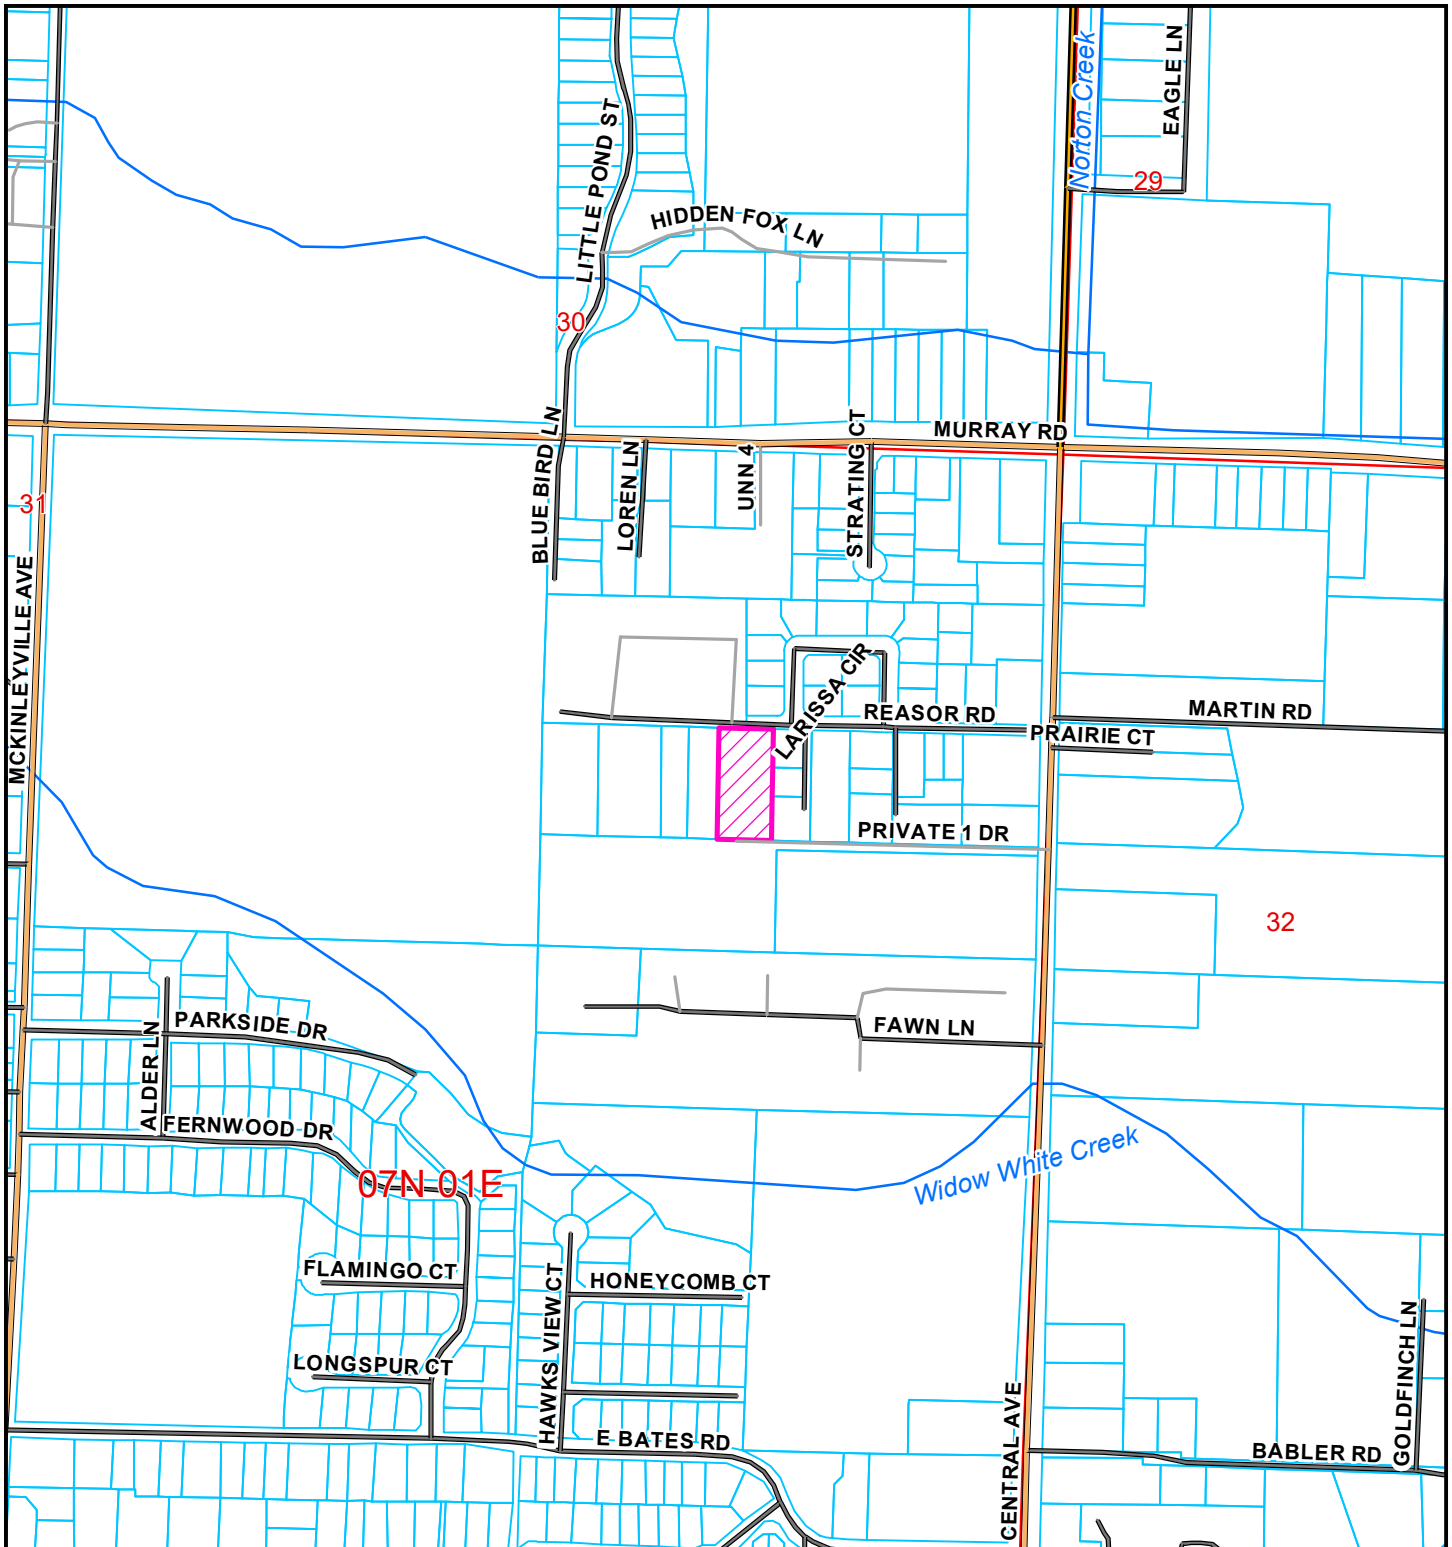 EAGLE LN
Norton Creek
LITTLE POND ST
29
HIDDEN FOX LN
30
MURRAY RD
BLUE BIRD LN
LOREN LN
UNN 4
STRATING CT
31
MCKINLEYVILLE AVE
LARISSA CIR
REASOR RD
MARTIN RD
PRAIRIE CT
PRIVATE 1 DR
32
PARKSIDE DR
ALDER LN
FAWN LN
FERNWOOD DR
Widow White Creek
07N 01E
FLAMINGO CT
HONEYCOMB CT
HAWKS VIEW CT
LONGSPUR CT
GOLDFINCH LN
CENTRAL AVE
E BATES RD
BABLER RD